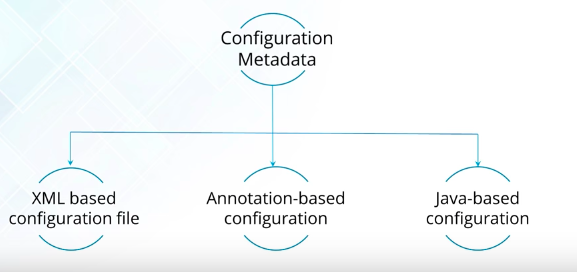 Configuration
Metadata
XML based
configuration file
Annotation-based
configuration
Java-based
configuration